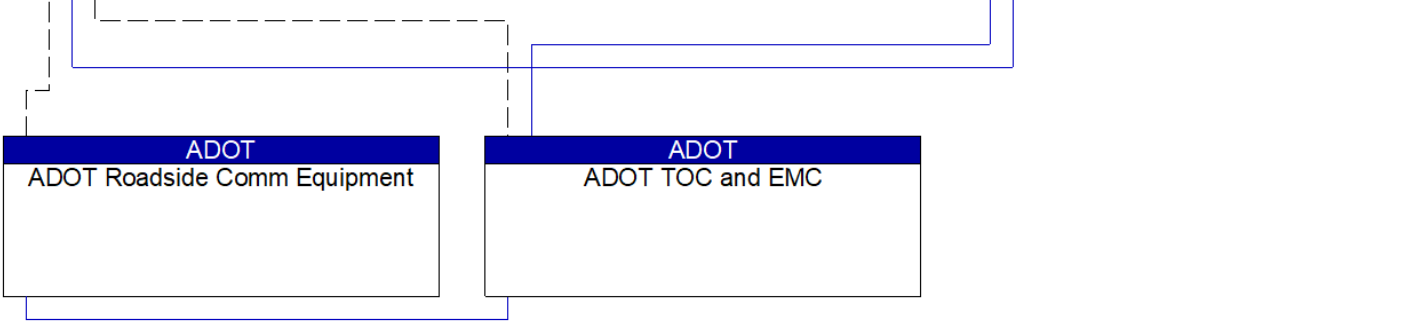 ADOT
ADOT Roadside Comm Equipment
ADOT
ADOT TOC and EMC